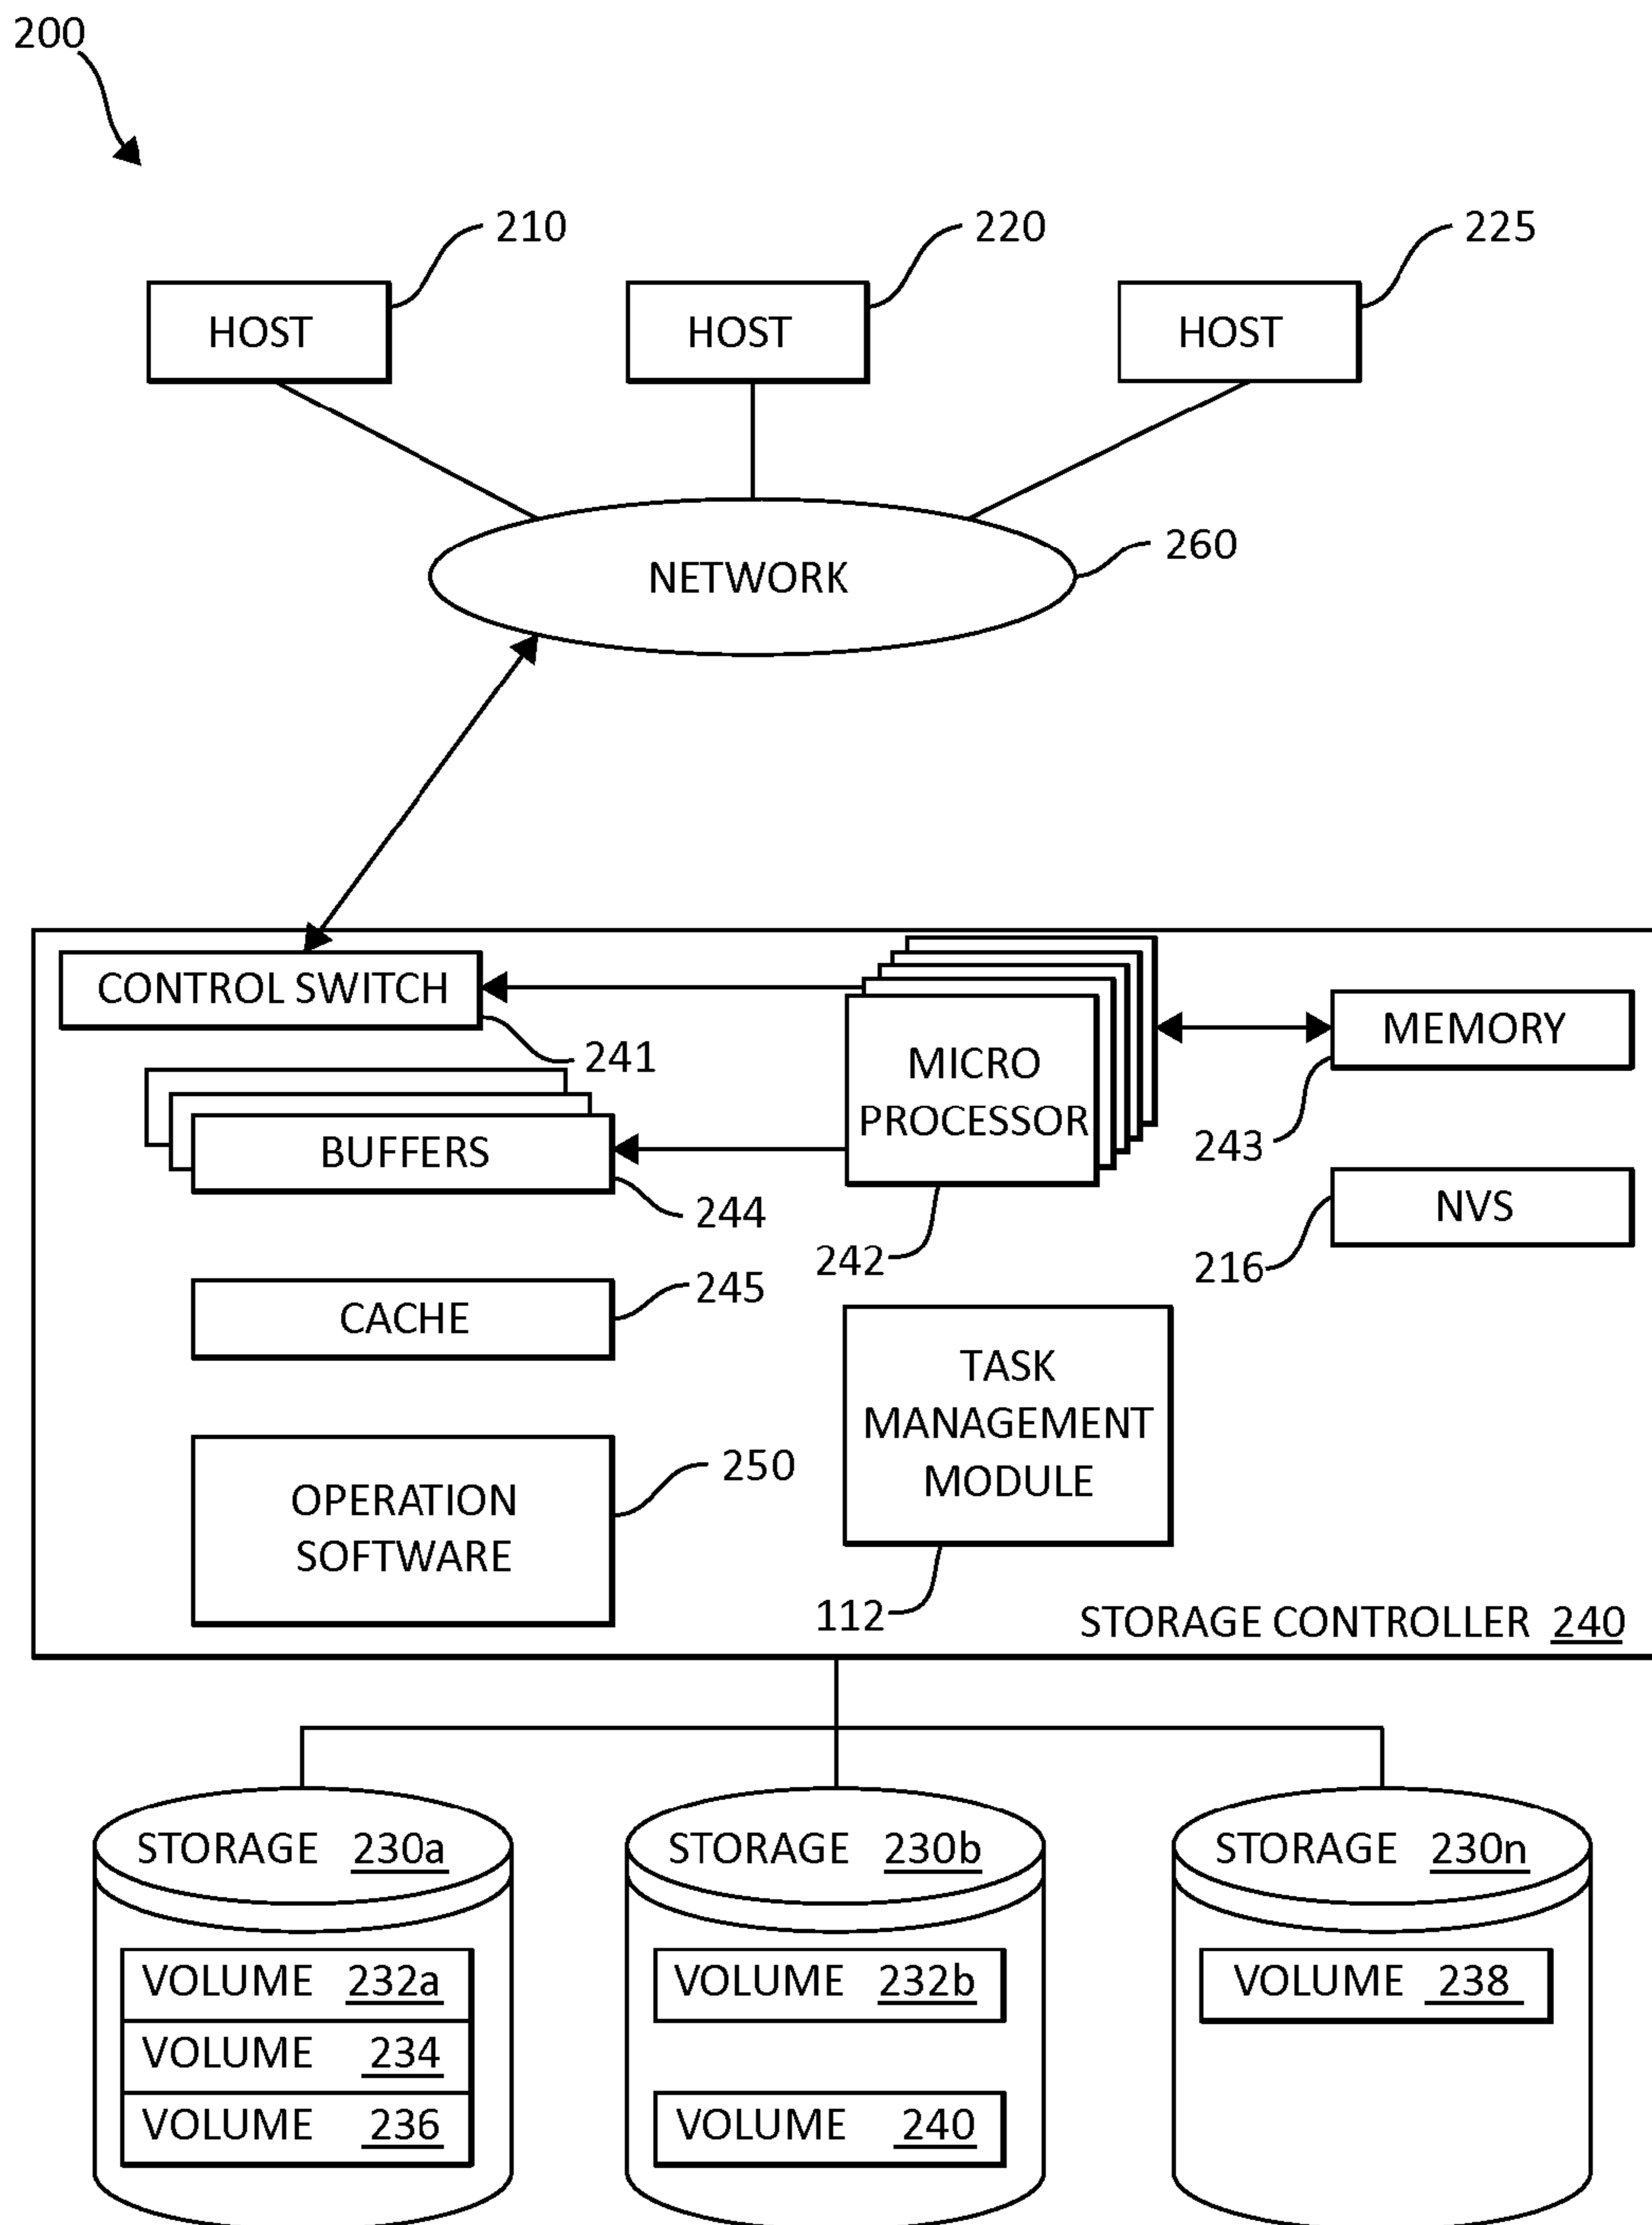 200
210
220
225
HOST
HOST
HOST
260
NETWORK
CONTROL SWITCH
241
MICRO
PROCESSOR
242
MEMORY
243
BUFFERS
244
NVS
216
CACHE
245
TASK
MANAGEMENT
MODULE
112
OPERATION
SOFTWARE
250
STORAGE CONTROLLER 240
STORAGE 230a
VOLUME 232a
VOLUME 234
VOLUME 236
STORAGE 230b
VOLUME 232b
VOLUME 240
STORAGE 230n
VOLUME 238